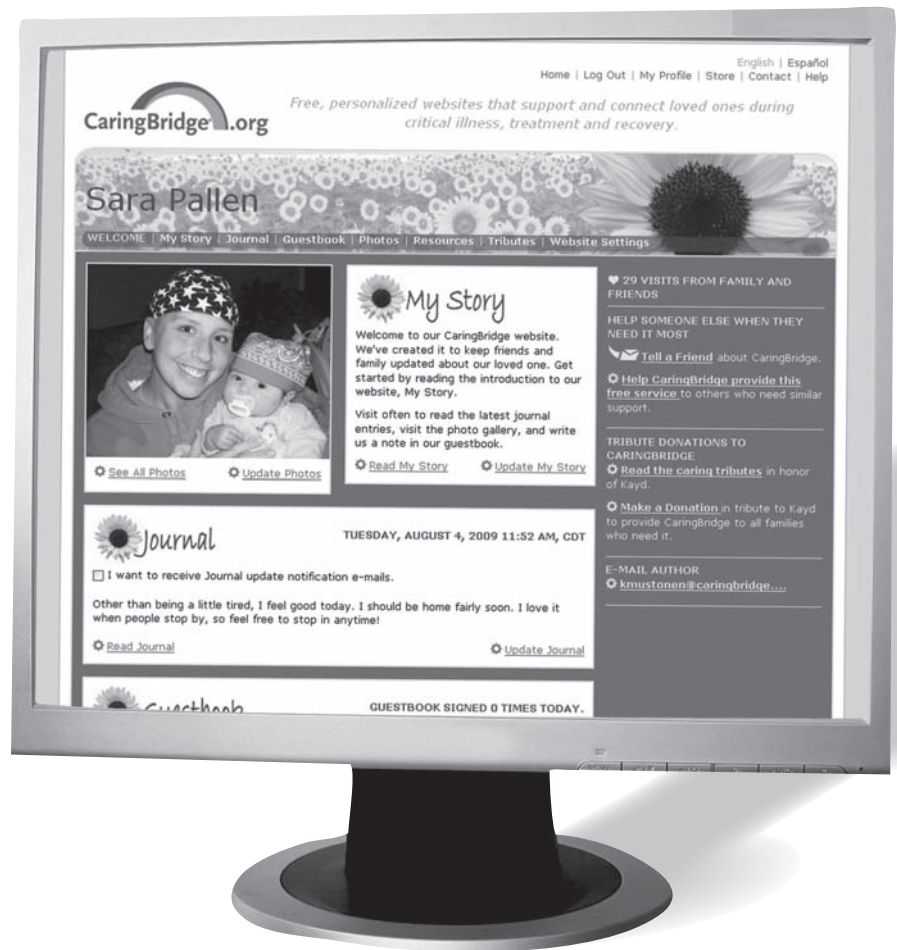 English | Español
Home | Log Out | My Profile | Store | Contact | Help
CaringBridge.org
Free, personalized websites that support and connect loved ones during
critical illness, treatment and recovery.
Sara Pallen
WELCOME | My Story | Journal | Guestbook | Photos | Resources | Tributes | Website Settings
See All Photos
Update Photos
My Story
Welcome to our CaringBridge website.
We've created it to keep friends and
family updated about our loved one. Get
started by reading the introduction to our
website, My Story.
Visit often to read the latest journal
entries, visit the photo gallery, and write
us a note in our guestbook.
Read My Story
Update My Story
29 VISITS FROM FAMILY AND
FRIENDS
HELP SOMEONE ELSE WHEN THEY
NEED IT MOST
Tell a Friend about CaringBridge.
Help CaringBridge provide this
free service to others who need similar
support.
TRIBUTE DONATIONS TO
CARINGBRIDGE
Read the caring tributes in honor
of Kayd.
Make a Donation in tribute to Kayd
to provide CaringBridge to all families
who need it.
E-MAIL AUTHOR
kmustonen@caringbridge....
Journal
TUESDAY, AUGUST 4, 2009 11:52 AM, CDT
I want to receive Journal update notification e-mails.
Other than being a little tired, I feel good today. I should be home fairly soon. I love it
when people stop by, so feel free to stop in anytime!
Read Journal
Update Journal
Guestbook
GUESTBOOK SIGNED 0 TIMES TODAY.